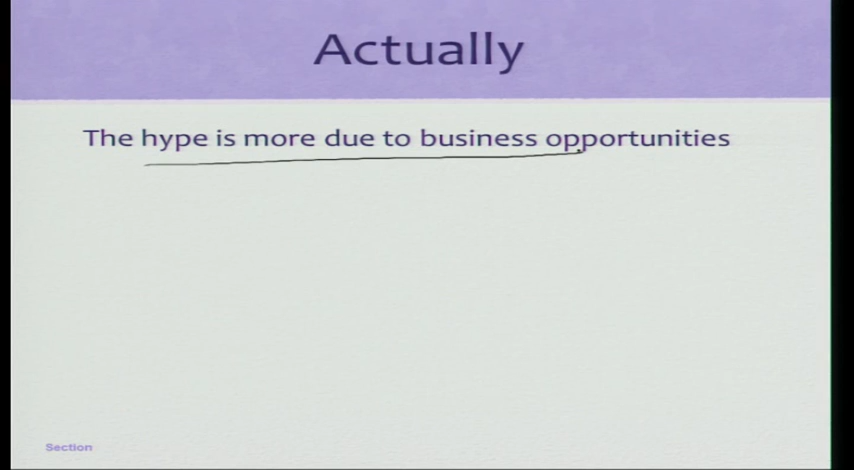 Actually
The hype is more due to business opportunities
Section